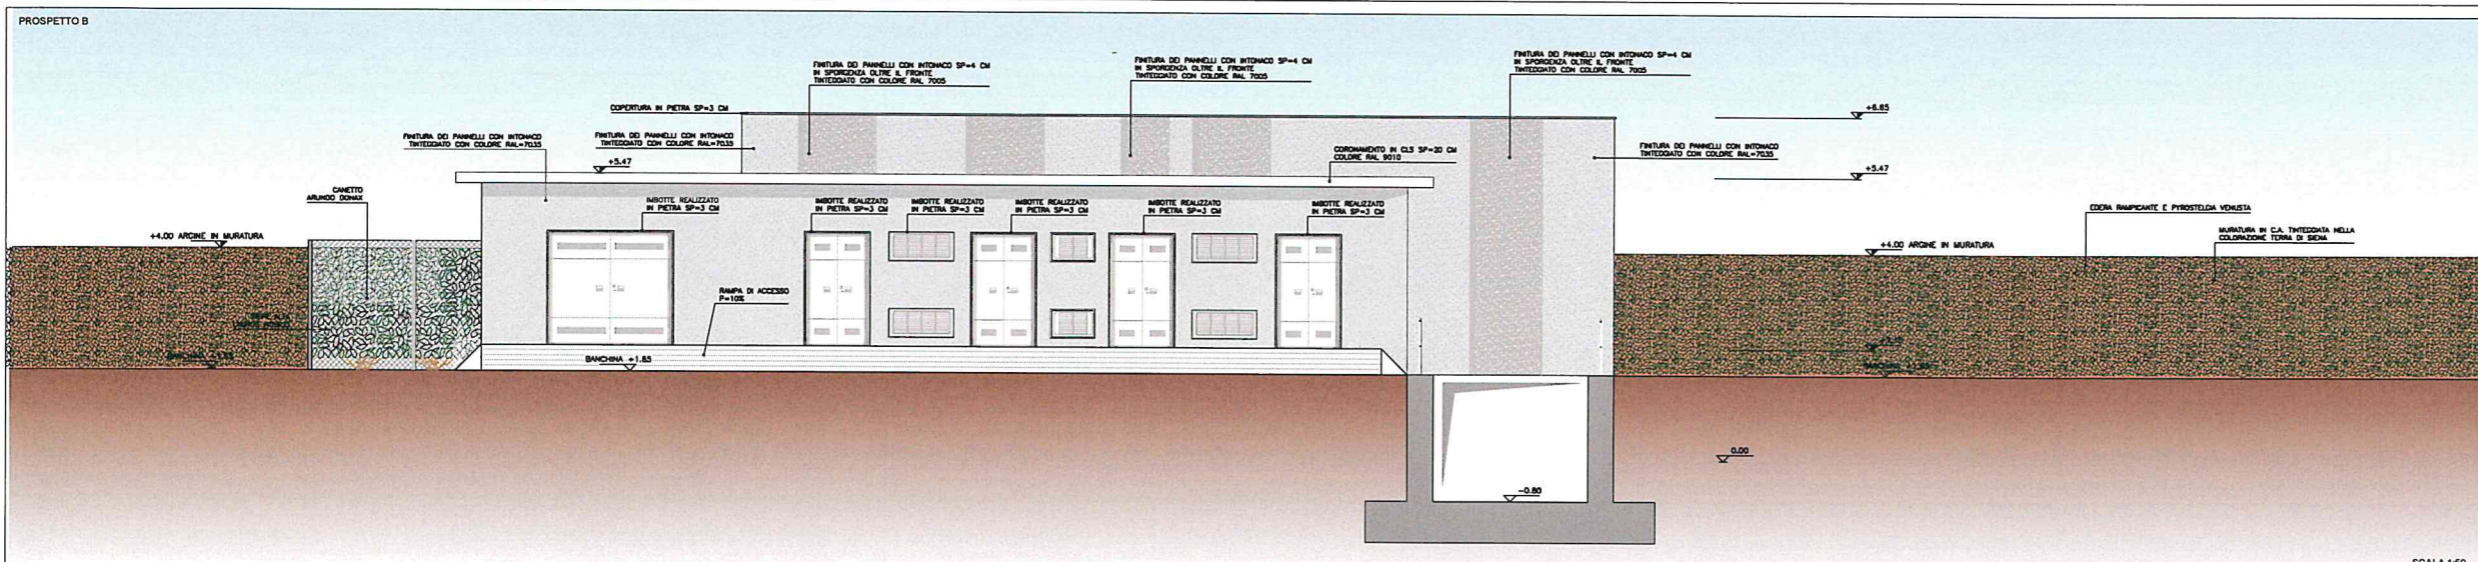 PROSPETTO B
FINITURA DEI PANNELLI CON INTONACO SP=4 CM
IN SPORGENZA OLTRE IL FRONTE
TINTEGGIATO CON COLORE RAL 7005
FINITURA DEI PANNELLI CON INTONACO SP=4 CM
IN SPORGENZA OLTRE IL FRONTE
TINTEGGIATO CON COLORE RAL 7005
FINITURA DEI PANNELLI CON INTONACO SP=4 CM
IN SPORGENZA OLTRE IL FRONTE
TINTEGGIATO CON COLORE RAL 7005
COPERTURA IN PIETRA SP=3 CM
+6.65
FINITURA DEI PANNELLI CON INTONACO
TINTEGGIATO CON COLORE RAL=7035
FINITURA DEI PANNELLI CON INTONACO
TINTEGGIATO CON COLORE RAL=7035
CORONAMENTO IN CLS SP=20 CM
COLORE RAL 9010
FINITURA DEI PANNELLI CON INTONACO
TINTEGGIATO CON COLORE RAL=7035
+5.47
+5.47
CANETTO
ARUNDO DONAX
IMBOTTE REALIZZATO
IN PIETRA SP=3 CM
IMBOTTE REALIZZATO
IN PIETRA SP=3 CM
IMBOTTE REALIZZATO
IN PIETRA SP=3 CM
IMBOTTE REALIZZATO
IN PIETRA SP=3 CM
IMBOTTE REALIZZATO
IN PIETRA SP=3 CM
IMBOTTE REALIZZATO
IN PIETRA SP=3 CM
EDERA RAMPICANTE E PYROSTEGIA VENUSTA
+4.00 ARGINE IN MURATURA
+4.00 ARGINE IN MURATURA
MURATURA IN C.A. TINTEGGIATA NELLA
COLORAZIONE TERRA DI SIENA
RAMPA DI ACCESSO
P=10%
BANCHINA +1.85
0.00
-0.80
SCALA 1:50